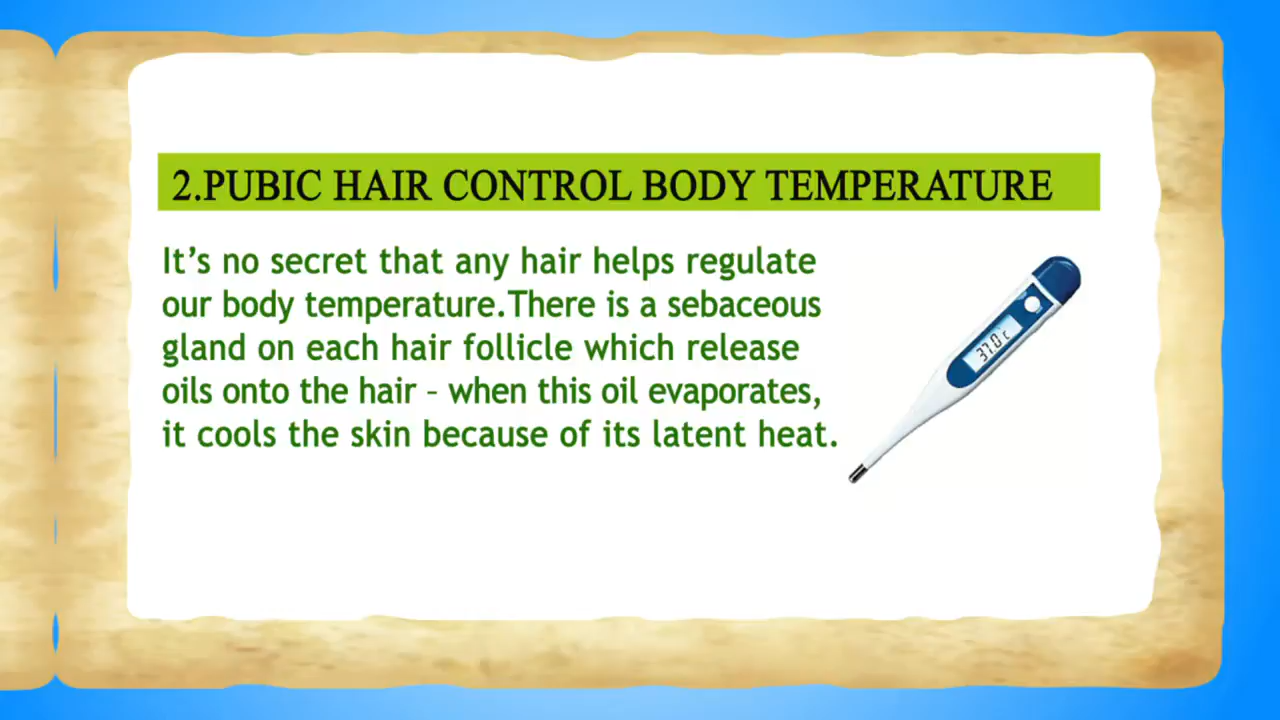 2.PUBIC HAIR CONTROL BODY TEMPERATURE
It's no secret that any hair helps regulate
our body temperature.There is a sebaceous
gland on each hair follicle which release
oils onto the hair – when this oil evaporates,
it cools the skin because of its latent heat.
37.0°c